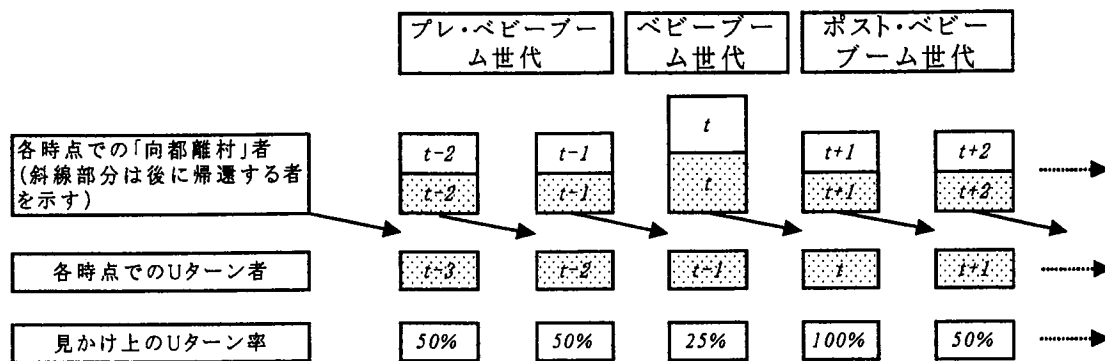 プレ・ベビーブー
ム世代
ベビーブー
ム世代
ポスト・ベビー
ブーム世代
各時点での「向都離村」者
(斜線部分は後に帰還する者
を示す)
t-2
t-1
t
t+1
t+2
t-2
t-1
t
t+1
t+2
各時点でのUターン者
t-3
t-2
t-1
t
t+1
見かけ上のUターン率
50%
50%
25%
100%
50%